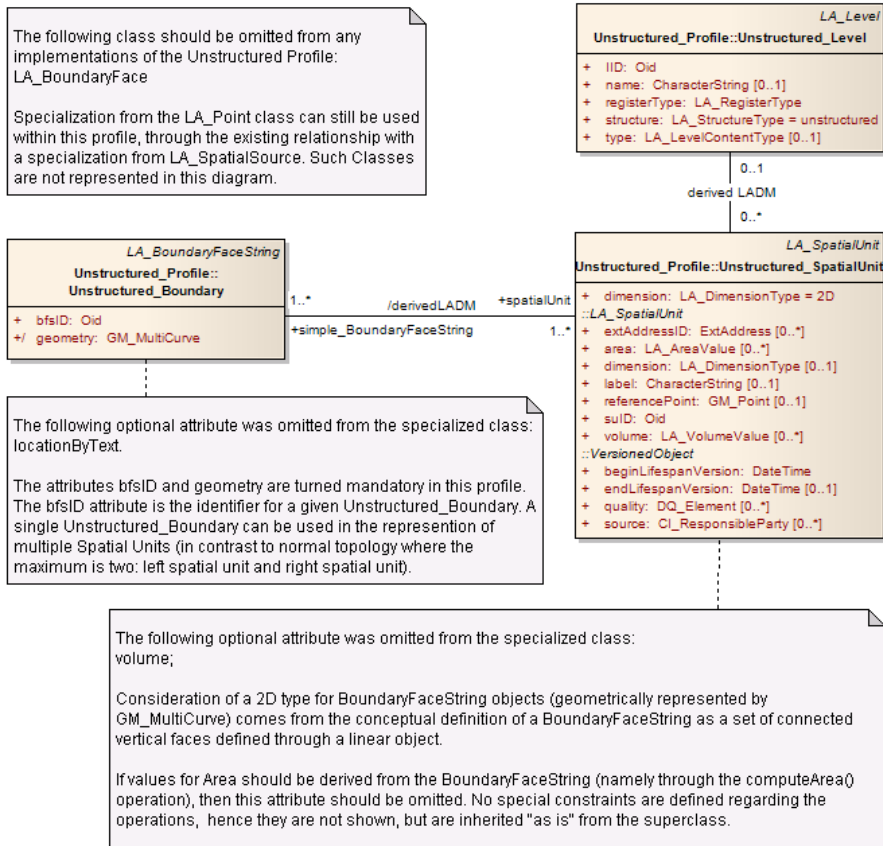 The following class should be omitted from any
implementations of the Unstructured Profile:
LA_BoundaryFace
Specialization from the LA_Point class can still be used
within this profile, through the existing relationship with
a specialization from LA_SpatialSource. Such Classes
are not represented in this diagram.
LA_Level
Unstructured_Profile::Unstructured_Level
+ lID: Oid
+ name: CharacterString [0..1]
+ registerType: LA_RegisterType
+ structure: LA_StructureType = unstructured
+ type: LA_LevelContentType [0..1]
0..1
derived LADM
0..*
LA_BoundaryFaceString
Unstructured_Profile::
Unstructured_Boundary
+ bfsID: Oid
+/ geometry: GM_MultiCurve
1..*
/derivedLADM
+spatialUnit
+simple_BoundaryFaceString
1..*
LA_SpatialUnit
Unstructured_Profile::Unstructured_SpatialUnit
+ dimension: LA_DimensionType = 2D
::LA_SpatialUnit
+ extAddressID: ExtAddress [0..*]
+ area: LA_AreaValue [0..*]
+ dimension: LA_DimensionType [0..1]
+ label: CharacterString [0..1]
+ referencePoint: GM_Point [0..1]
+ suID: Oid
+ volume: LA_VolumeValue [0..*]
::VersionedObject
+ beginLifespanVersion: DateTime
+ endLifespanVersion: DateTime [0..1]
+ quality: DQ_Element [0..*]
+ source: CI_ResponsibleParty [0..*]
The following optional attribute was omitted from the specialized class:
locationByText.
The attributes bfsID and geometry are turned mandatory in this profile.
The bfsID attribute is the identifier for a given Unstructured_Boundary. A
single Unstructured_Boundary can be used in the represention of
multiple Spatial Units (in contrast to normal topology where the
maximum is two: left spatial unit and right spatial unit).
The following optional attribute was omitted from the specialized class:
volume;
Consideration of a 2D type for BoundaryFaceString objects (geometrically represented by
GM_MultiCurve) comes from the conceptual definition of a BoundaryFaceString as a set of connected
vertical faces defined through a linear object.
If values for Area should be derived from the BoundaryFaceString (namely through the computeArea()
operation), then this attribute should be omitted. No special constraints are defined regarding the
operations, hence they are not shown, but are inherited "as is" from the superclass.